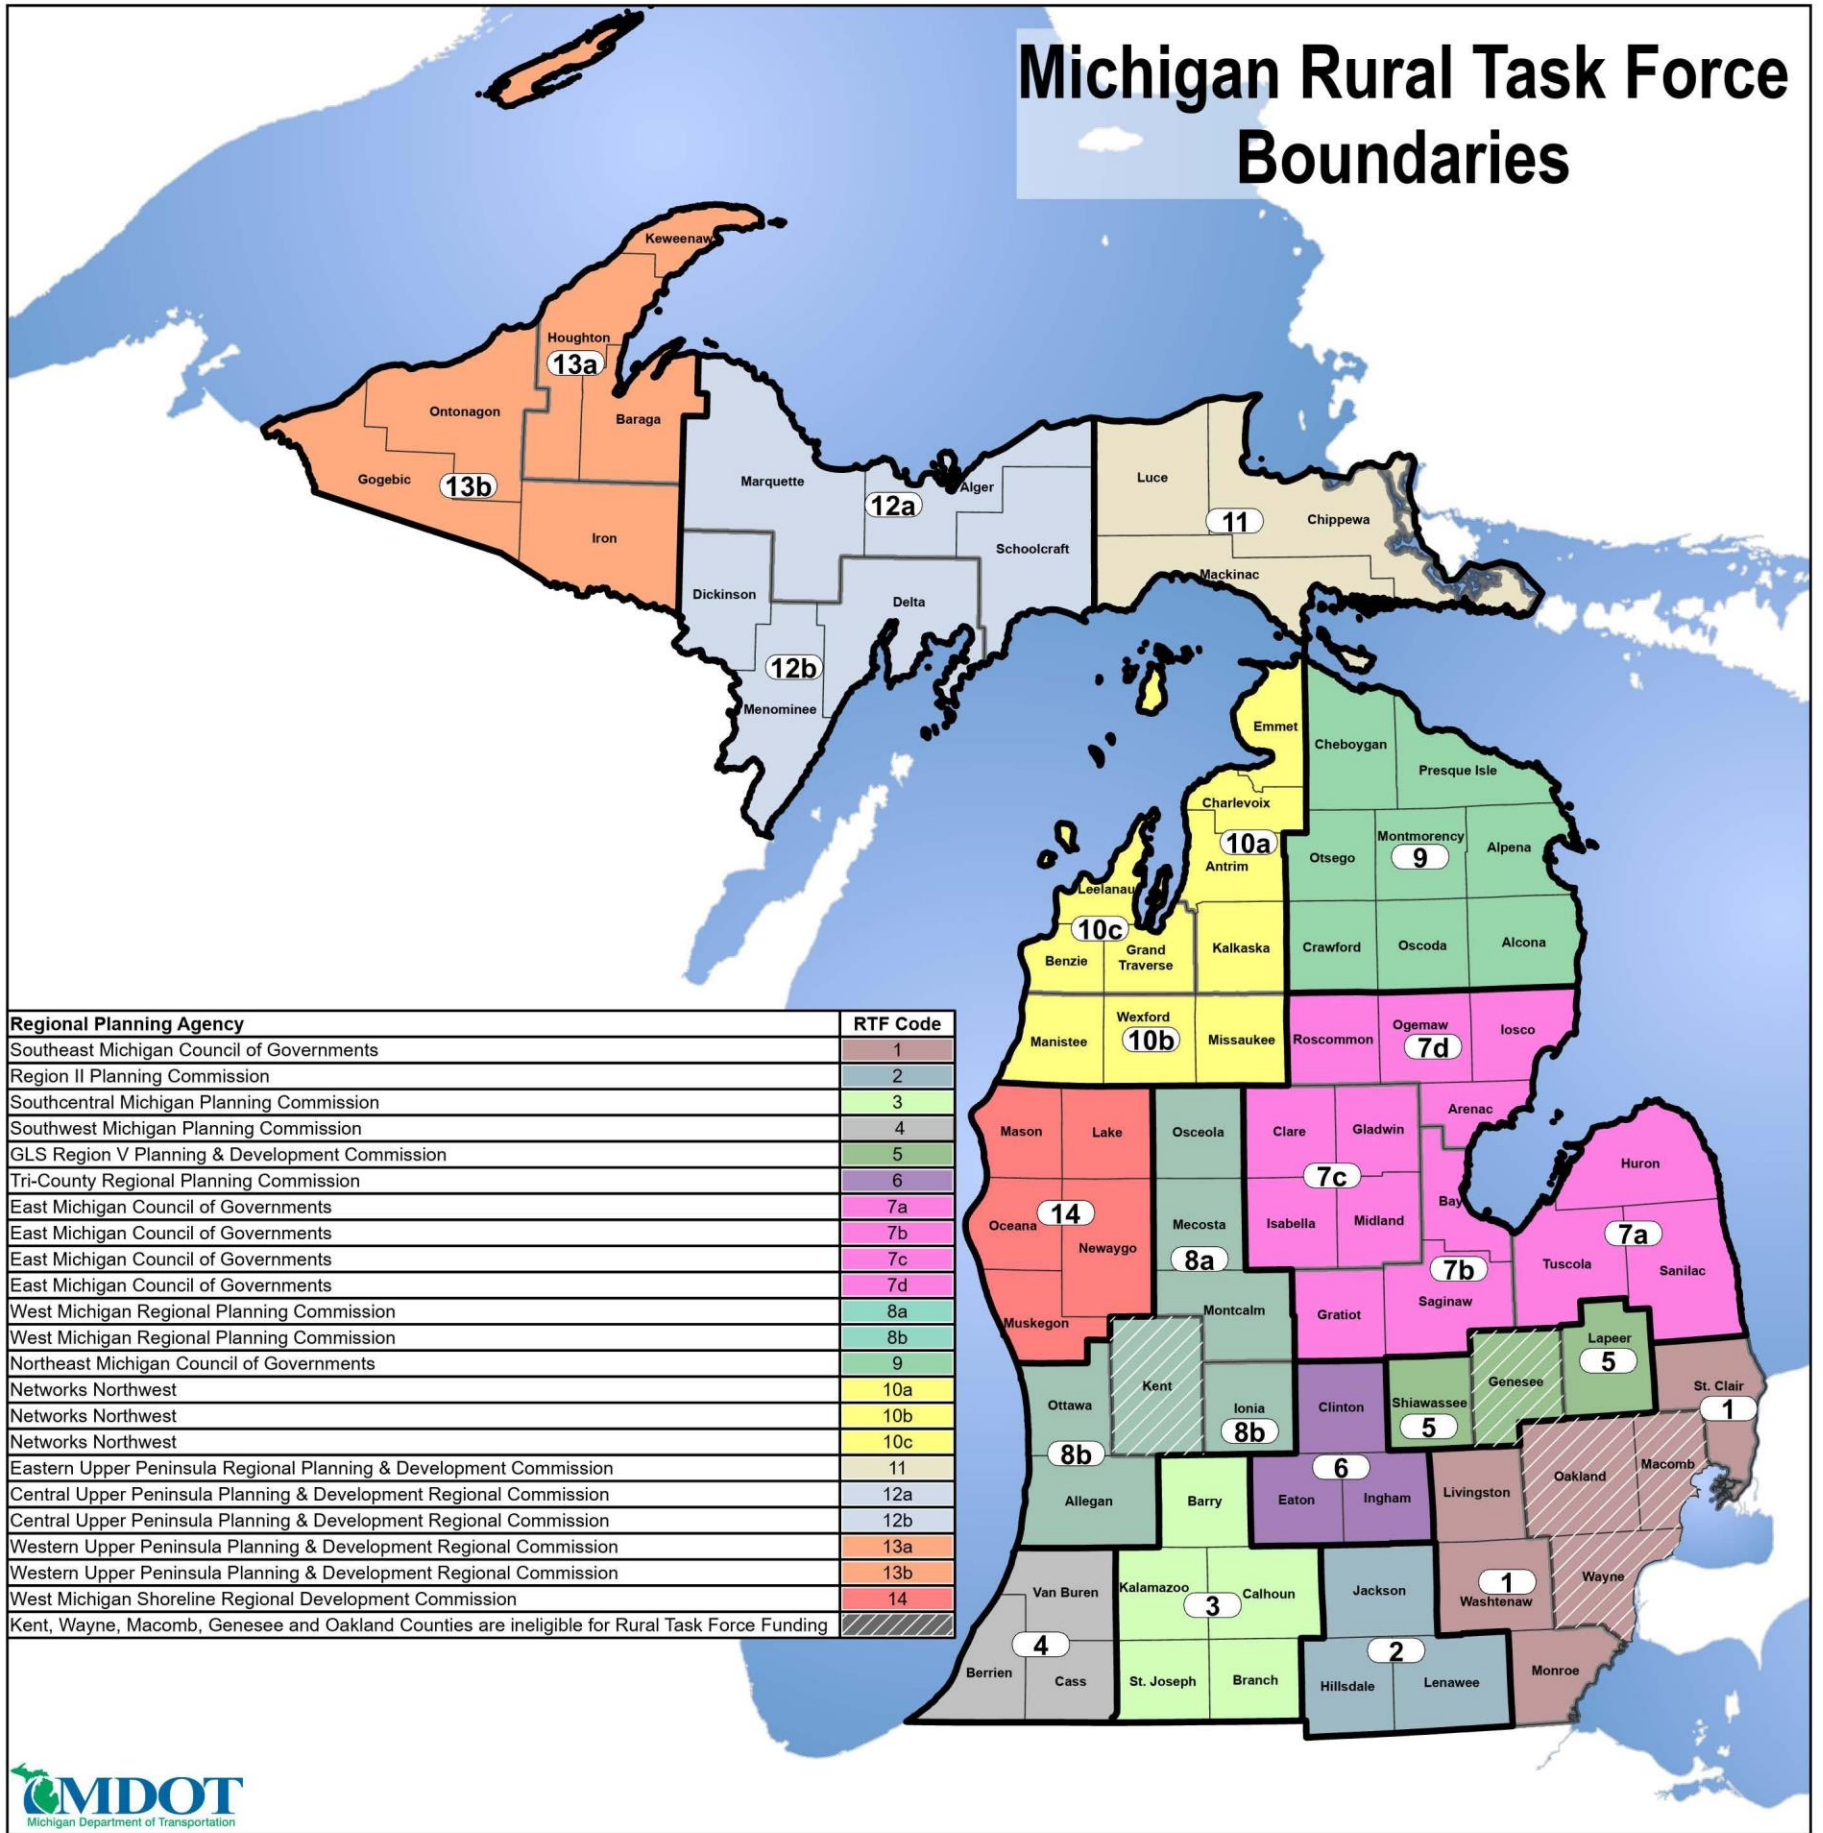 Michigan Rural Task Force
Boundaries
Keweenaw
Houghton
13a
Ontonagon
Baraga
Gogebic
13b
Iron
Marquette
12a
Alger
Schoolcraft
Dickinson
Delta
12b
Menominee
Luce
11
Chippewa
Mackinac
Emmet
Cheboygan
Presque Isle
Charlevoix
10a
Antrim
Otsego
Montmorency
9
Alpena
Leelanau
10c
Benzie
Grand
Traverse
Kalkaska
Crawford
Oscoda
Alcona
Manistee
Wexford
10b
Missaukee
Roscommon
Ogemaw
7d
Iosco
Arenac
Mason
Lake
Osceola
Clare
Gladwin
7c
Huron
Oceana
14
Newaygo
Mecosta
8a
Isabella
Midland
Bay
7a
Tuscola
Sanilac
7b
Saginaw
Muskegon
Montcalm
Gratiot
Lapeer
5
Kent
Genesee
St. Clair
1
Ottawa
Ionia
8b
Clinton
Shiawassee
5
8b
6
Oakland
Macomb
Allegan
Barry
Eaton
Ingham
Livingston
Van Buren
Kalamazoo
3
Calhoun
Jackson
1
Washtenaw
Wayne
4
2
Berrien
Cass
St. Joseph
Branch
Hillsdale
Lenawee
Monroe
Regional Planning Agency RTF Code
Southeast Michigan Council of Governments 1
Region II Planning Commission 2
Southcentral Michigan Planning Commission 3
Southwest Michigan Planning Commission 4
GLS Region V Planning & Development Commission 5
Tri-County Regional Planning Commission 6
East Michigan Council of Governments 7a
East Michigan Council of Governments 7b
East Michigan Council of Governments 7c
East Michigan Council of Governments 7d
West Michigan Regional Planning Commission 8a
West Michigan Regional Planning Commission 8b
Northeast Michigan Council of Governments 9
Networks Northwest 10a
Networks Northwest 10b
Networks Northwest 10c
Eastern Upper Peninsula Regional Planning & Development Commission 11
Central Upper Peninsula Planning & Development Regional Commission 12a
Central Upper Peninsula Planning & Development Regional Commission 12b
Western Upper Peninsula Planning & Development Regional Commission 13a
Western Upper Peninsula Planning & Development Regional Commission 13b
West Michigan Shoreline Regional Development Commission 14
Kent, Wayne, Macomb, Genesee and Oakland Counties are ineligible for Rural Task Force Funding
MDOT
Michigan Department of Transportation